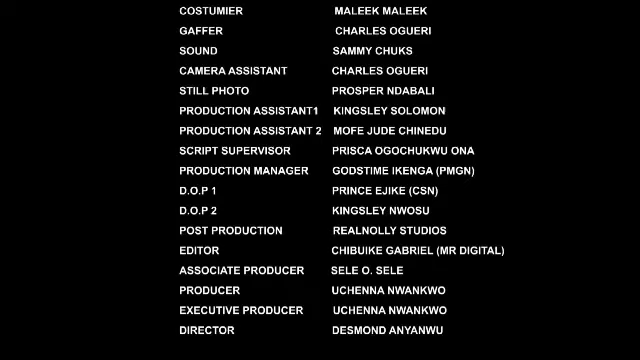 COSTUMIER MALEEK MALEEK
GAFFER CHARLES OGUERI
SOUND SAMMY CHUKS
CAMERA ASSISTANT CHARLES OGUERI
STILL PHOTO PROSPER NDABALI
PRODUCTION ASSISTANT1 KINGSLEY SOLOMON
PRODUCTION ASSISTANT 2 MOFE JUDE CHINEDU
SCRIPT SUPERVISOR PRISCA OGOCHUKWU ONA
PRODUCTION MANAGER GODSTIME IKENGA (PMGN)
D.O.P 1 PRINCE EJIKE (CSN)
D.O.P 2 KINGSLEY NWOSU
POST PRODUCTION REALNOLLY STUDIOS
EDITOR CHIBUIKE GABRIEL (MR DIGITAL)
ASSOCIATE PRODUCER SELE O. SELE
PRODUCER UCHENNA NWANKWO
EXECUTIVE PRODUCER UCHENNA NWANKWO
DIRECTOR DESMOND ANYANWU